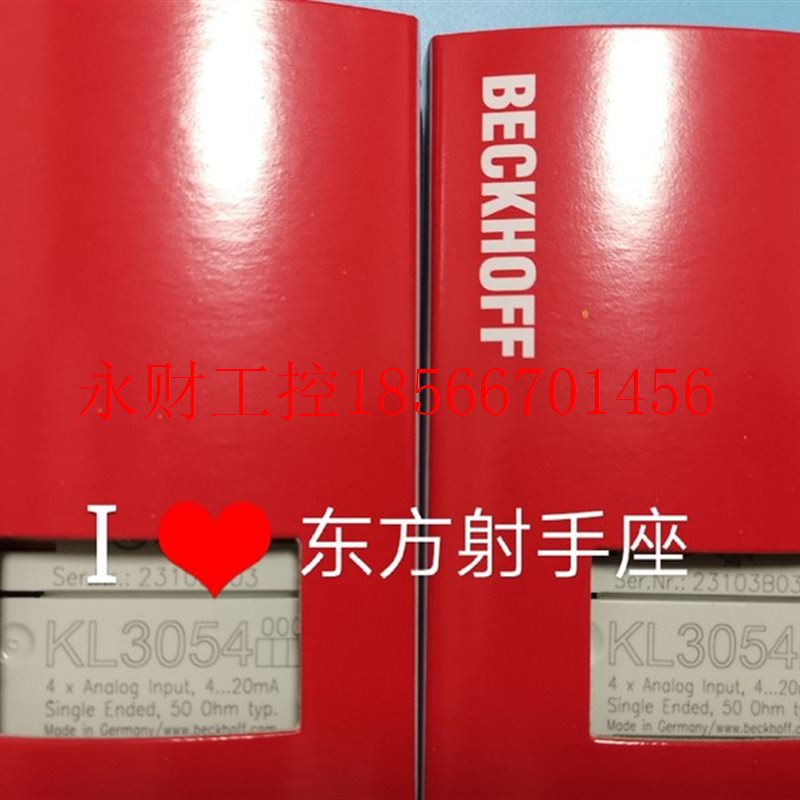 BECKHOFF
永财工控18566701456
I ❤ 东方射手座
Ser.Nr.: 23103B03
KL3054 000
4 x Analog Input, 4...20mA
Single Ended, 50 Ohm typ.
Made in Germany/www.beckhoff.com
Ser.Nr.: 23103B03
KL3054
4 x Analog Input, 4...20
Single Ended, 50 Ohm typ.
Made in Germany/www.beckhoff.c